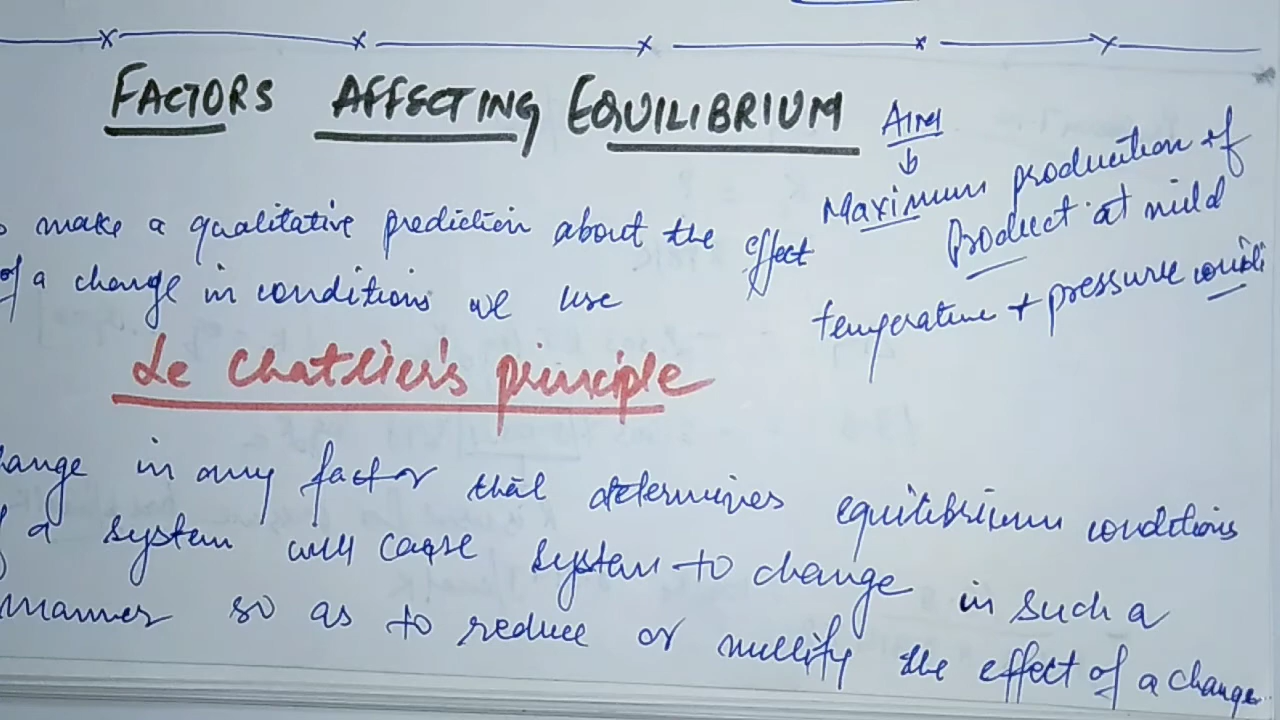 FACTORS AFFECTING EQUILIBRIUM
AIM
Maximum production of
Product at mild
temperature + pressure condi
o make a qualitative prediction about the effect
of a change in conditions we use
Le Chatlier's principle
hange in any factor that determines equilibrium conditions
f a system will cause system to change in such a
manner so as to reduce or nullify the effect of a change